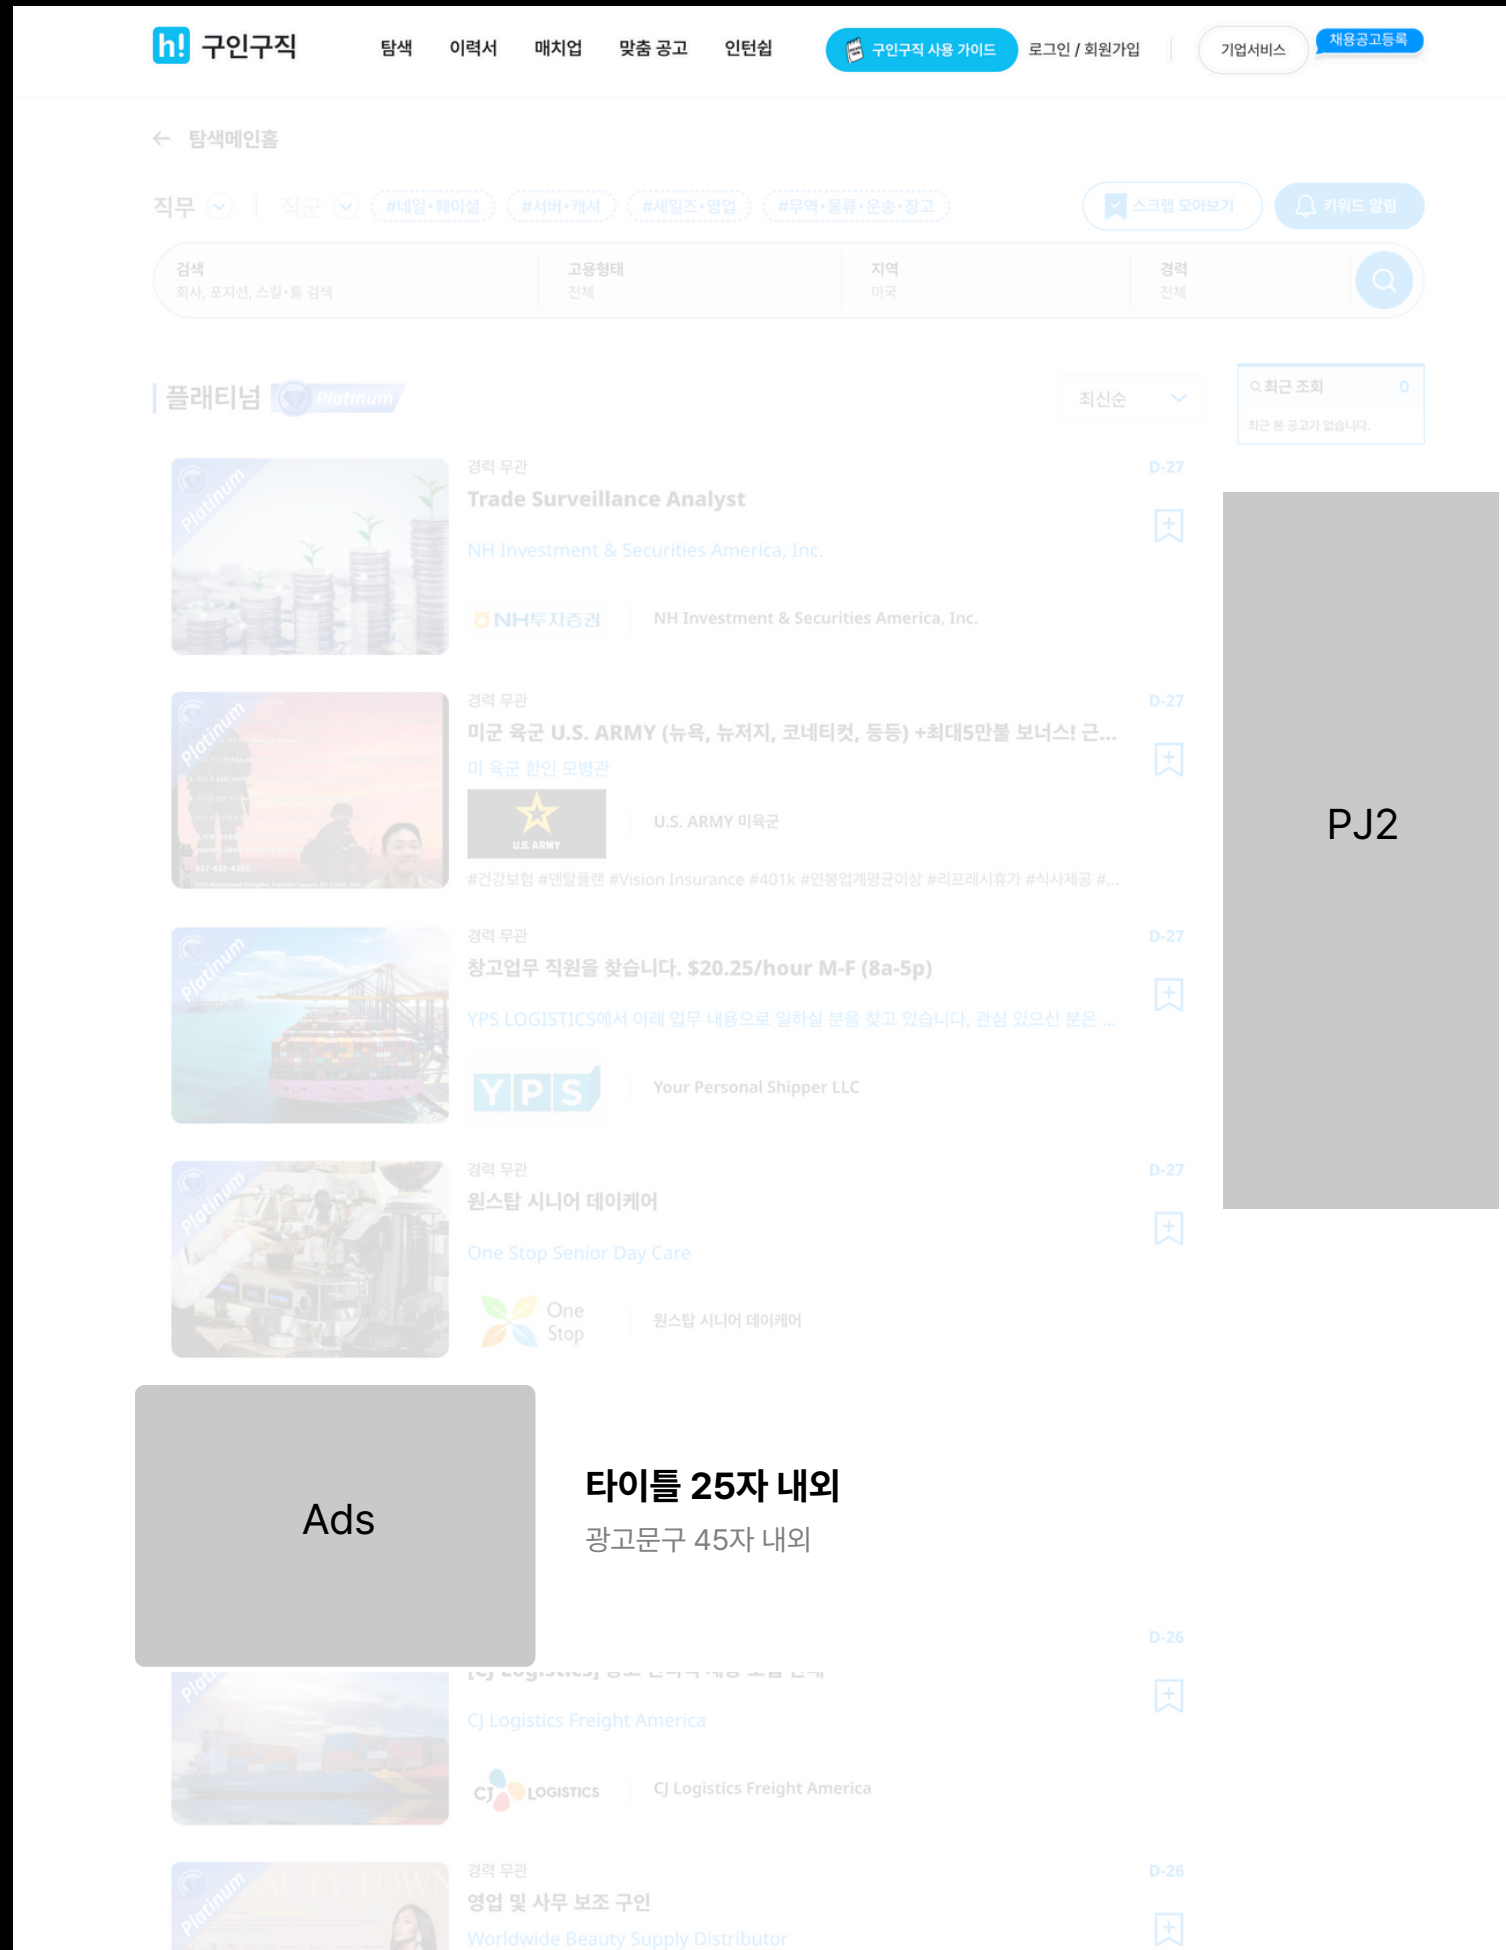 h! 구인구직
탐색 이력서 매치업 맞춤 공고 인턴쉽
구인구직 사용 가이드
로그인 / 회원가입
기업서비스
채용공고등록
← 탐색메인홈
직무 직군 #네일•웨이설 #서버•캐셔 #세일즈•영업 #무역•물류•운송•창고
스크랩 모아보기
키워드 알림
검색
회사, 포지션, 스킬•툴 검색
고용형태
전체
지역
미국
경력
전체
플래티넘 Platinum
최신순
최근 조회 0
최근 본 공고가 없습니다.
Platinum
경력 무관
D-27
Trade Surveillance Analyst
NH Investment & Securities America, Inc.
NH투자증권
NH Investment & Securities America, Inc.
PJ2
Platinum
경력 무관
D-27
미군 육군 U.S. ARMY (뉴욕, 뉴저지, 코네티컷, 등등) +최대5만불 보너스! 근...
미 육군 한인 모병관
U.S. ARMY
U.S. ARMY 미육군
#건강보험 #덴탈플랜 #Vision Insurance #401k #연봉업계평균이상 #리프레시휴가 #식사제공 #...
Platinum
경력 무관
D-27
창고업무 직원을 찾습니다. $20.25/hour M-F (8a-5p)
YPS LOGISTICS에서 아래 업무 내용으로 일하실 분을 찾고 있습니다, 관심 있으신 분은 ...
YPS
Your Personal Shipper LLC
Platinum
경력 무관
D-27
원스탑 시니어 데이케어
One Stop Senior Day Care
One
Stop
원스탑 시니어 데이케어
Ads
타이틀 25자 내외
광고문구 45자 내외
D-26
[CJ Logistics]
CJ Logistics Freight America
CJ LOGISTICS
CJ Logistics Freight America
Platinum
경력 무관
D-26
영업 및 사무 보조 구인
Worldwide Beauty Supply Distributor